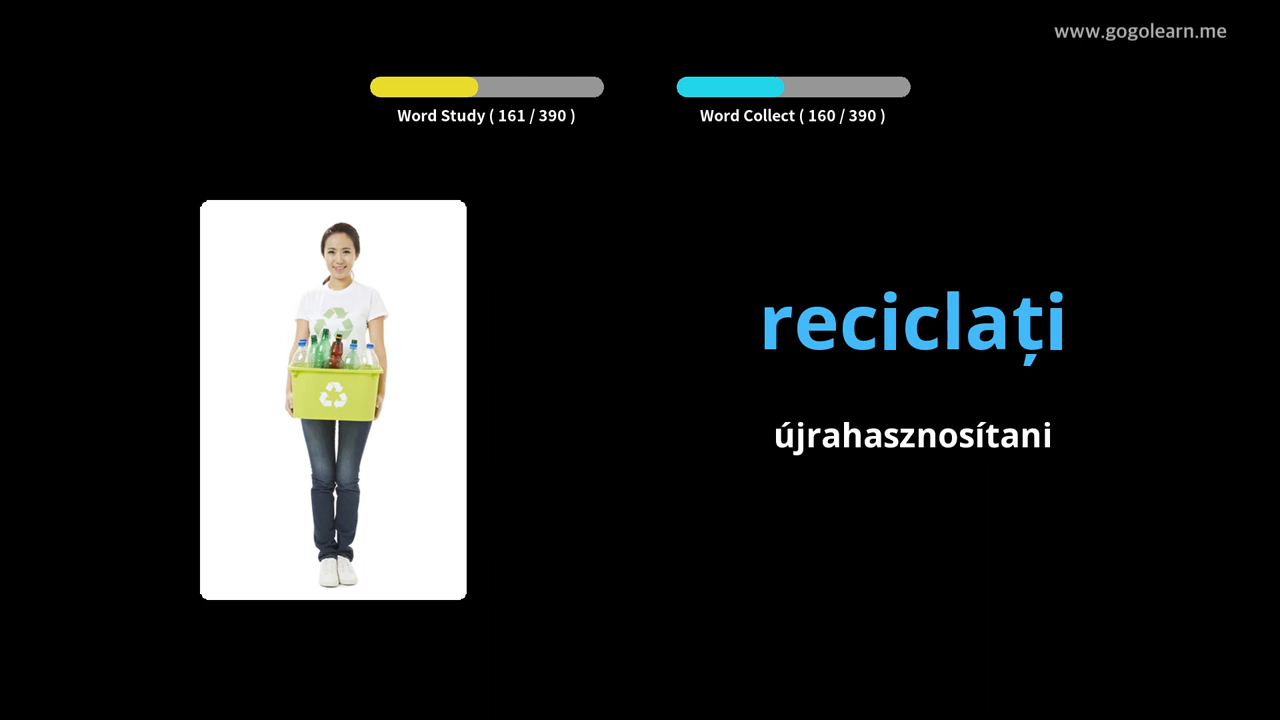 www.gogolearn.me
Word Study ( 161 / 390 )
Word Collect ( 160 / 390 )
reciclați
újrahasznosítani